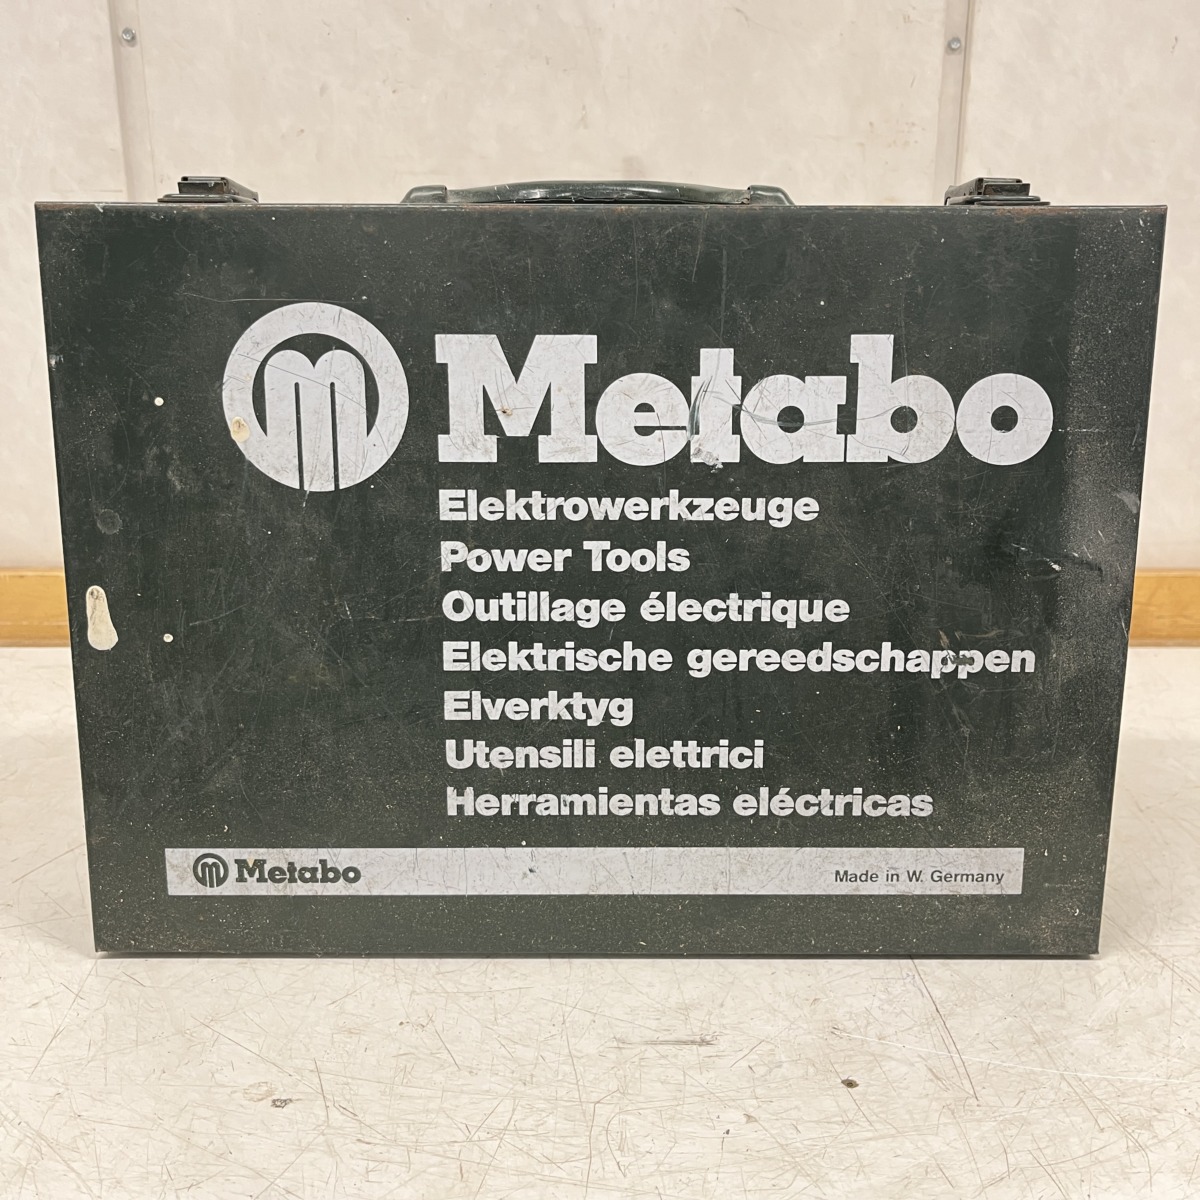 Metabo
Elektrowerkzeuge
Power Tools
Outillage électrique
Elektrische gereedschappen
Elverktyg
Utensili elettrici
Herramientas eléctricas
Metabo Made in W. Germany